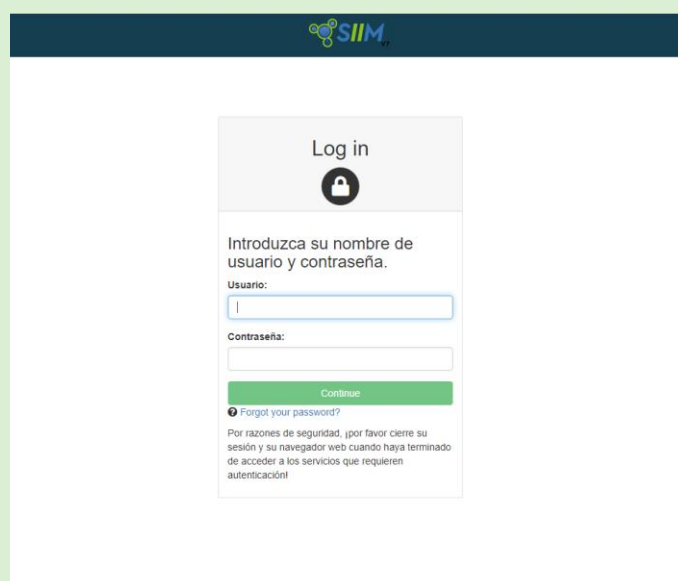 SIIM
V7
Log in
Introduzca su nombre de
usuario y contraseña.
Usuario:
Contraseña:
Continue
Forgot your password?
Por razones de seguridad, ¡por favor cierre su
sesión y su navegador web cuando haya terminado
de acceder a los servicios que requieren
autenticación!